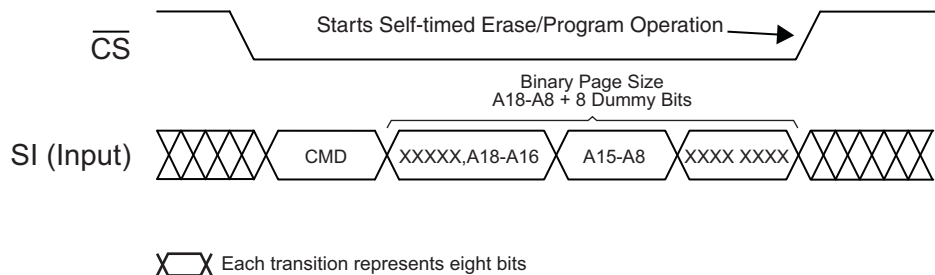 Starts Self-timed Erase/Program Operation
CS
Binary Page Size
A18-A8 + 8 Dummy Bits
SI (Input)
CMD
XXXXX,A18-A16
A15-A8
XXXX XXXX
Each transition represents eight bits